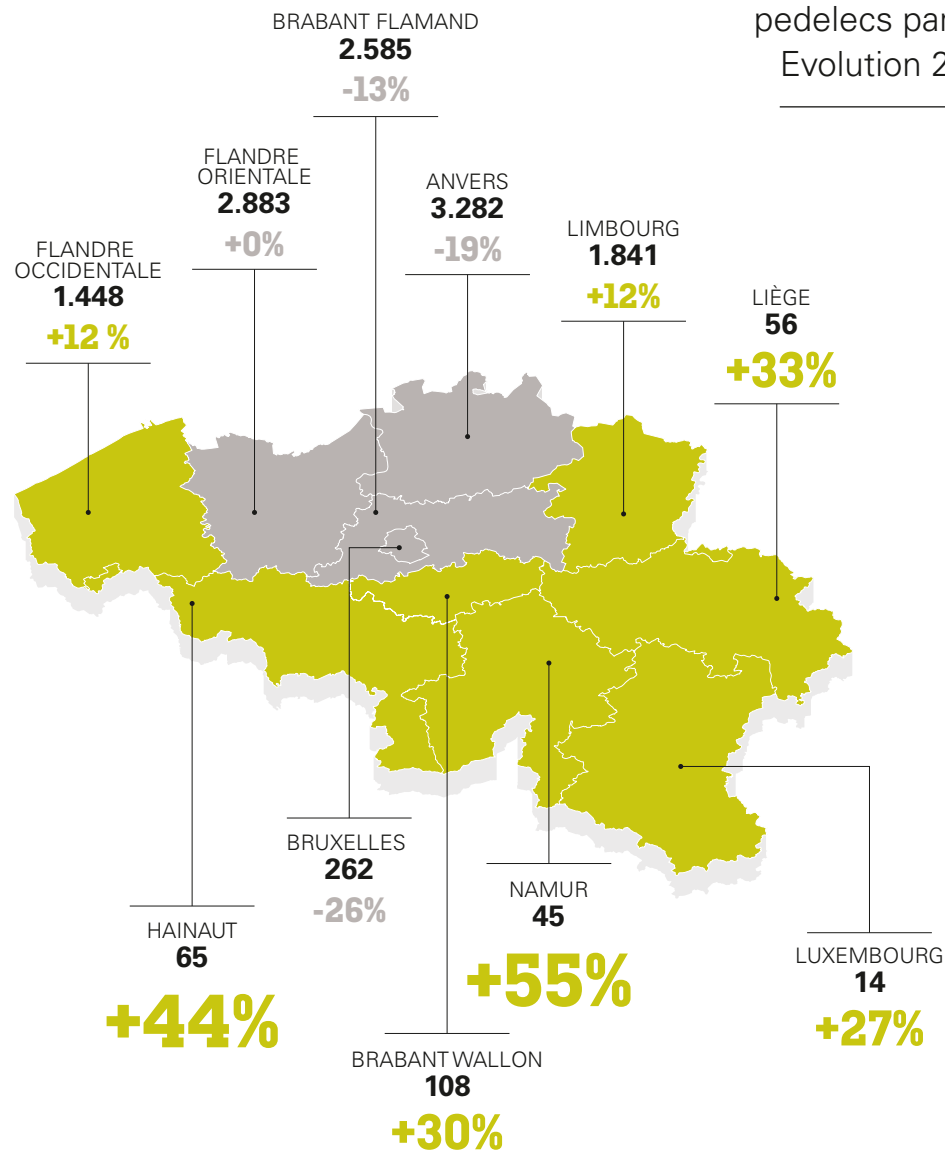 pedelecs par
Evolution 2
BRABANT FLAMAND
2.585
-13%
FLANDRE
ORIENTALE
2.883
+0%
ANVERS
3.282
-19%
FLANDRE
OCCIDENTALE
1.448
+12 %
LIMBOURG
1.841
+12%
LIÈGE
56
+33%
BRUXELLES
262
-26%
HAINAUT
65
+44%
NAMUR
45
+55%
LUXEMBOURG
14
+27%
BRABANT WALLON
108
+30%